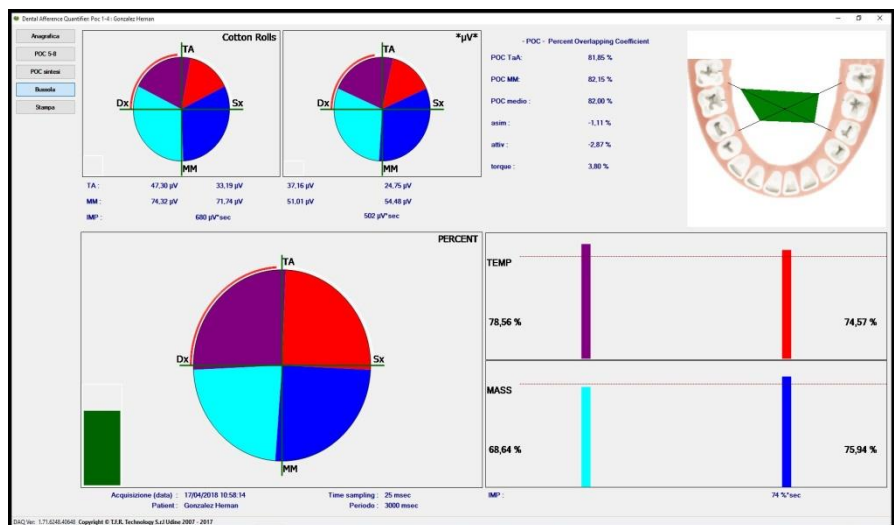 Dental Afference Quantifier: Poc 1-4 : Gonzalez Hernan
Anagrafica
POC 5-8
POC sintesi
Bussola
Stampa
Cotton Rolls
TA
Dx
Sx
MM
*µV*
TA
Dx
Sx
MM
TA : 47,30 µV 33,19 µV 37,16 µV 24,75 µV
MM : 74,32 µV 71,74 µV 51,01 µV 54,48 µV
IMP : 680 µV*sec 502 µV*sec
- POC - Percent Overlapping Coefficient
POC TaA: 81,85 %
POC MM: 82,15 %
POC medio : 82,00 %
asim : -1,11 %
attiv : -2,87 %
torque : 3,80 %
PERCENT
TA
Dx
Sx
MM
TEMP
78,56 % 74,57 %
MASS
68,64 % 75,94 %
Acquisizione (data) : 17/04/2018 10:58:14 Time sampling : 25 msec
Patient : Gonzalez Hernan Periodo : 3000 msec
IMP : 74 %*sec
DAQ Ver: 1.71.6248.40648 Copyright © T.I.R. Technology S.r.l Udine 2007 - 2017